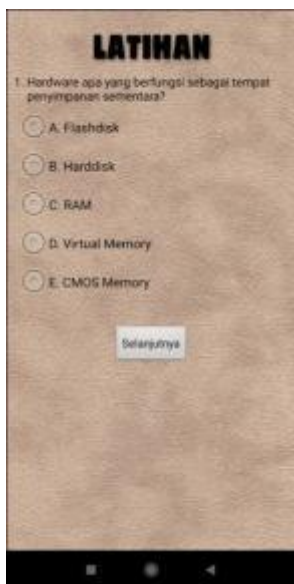 LATIHAN
1. Hardware apa yang berfungsi sebagai tempat
penyimpanan sementara?
A. Flashdisk
B. Harddisk
C. RAM
D. Virtual Memory
E. CMOS Memory
Selanjutnya